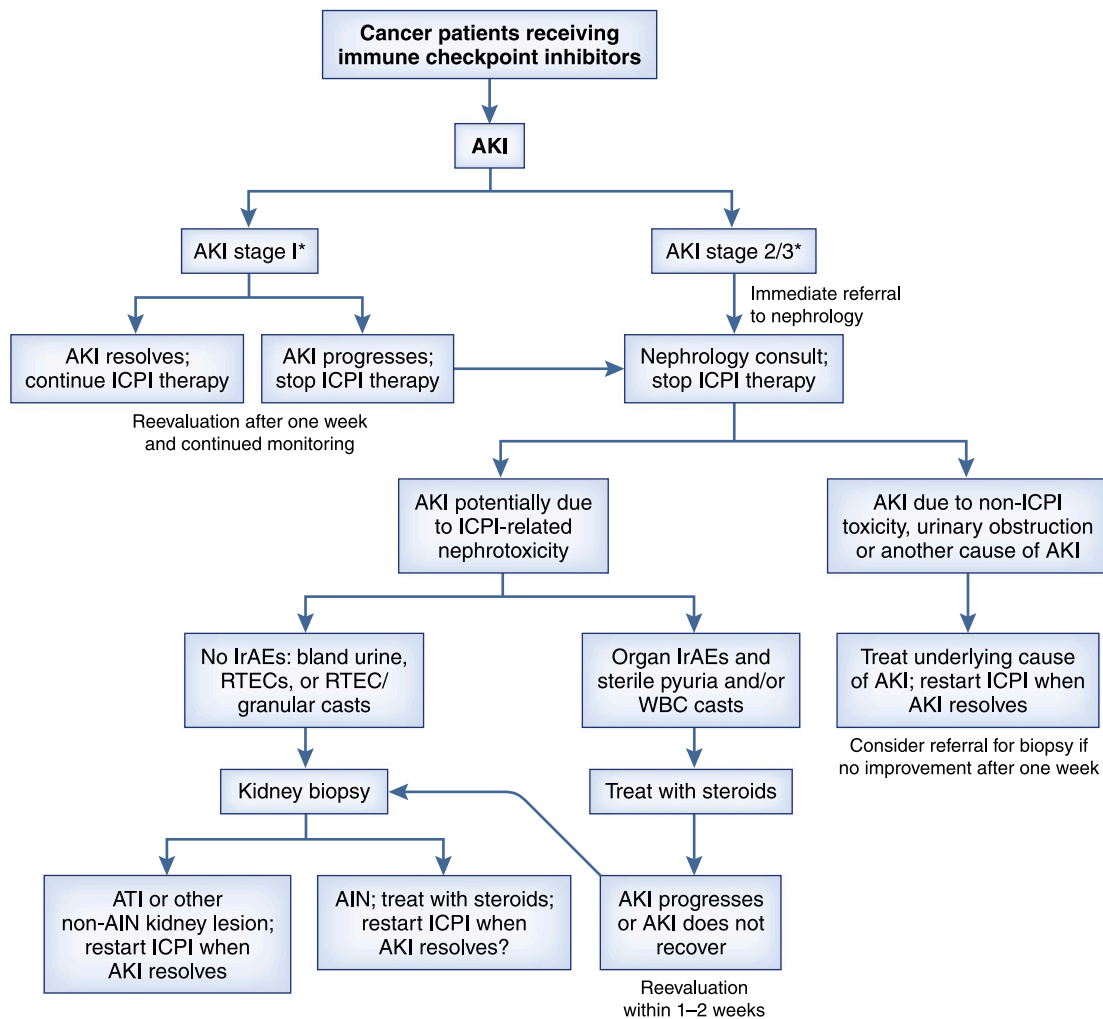 Cancer patients receiving
immune checkpoint inhibitors
AKI
AKI stage I*
AKI stage 2/3*
Immediate referral
to nephrology
AKI resolves;
continue ICPI therapy
AKI progresses;
stop ICPI therapy
Nephrology consult;
stop ICPI therapy
Reevaluation after one week
and continued monitoring
AKI potentially due
to ICPI-related
nephrotoxicity
AKI due to non-ICPI
toxicity, urinary obstruction
or another cause of AKI
No IrAEs: bland urine,
RTECs, or RTEC/
granular casts
Organ IrAEs and
sterile pyuria and/or
WBC casts
Treat underlying cause
of AKI; restart ICPI when
AKI resolves
Consider referral for biopsy if
no improvement after one week
Kidney biopsy
Treat with steroids
ATI or other
non-AIN kidney lesion;
restart ICPI when
AKI resolves
AIN; treat with steroids;
restart ICPI when
AKI resolves?
AKI progresses
or AKI does not
recover
Reevaluation
within 1–2 weeks